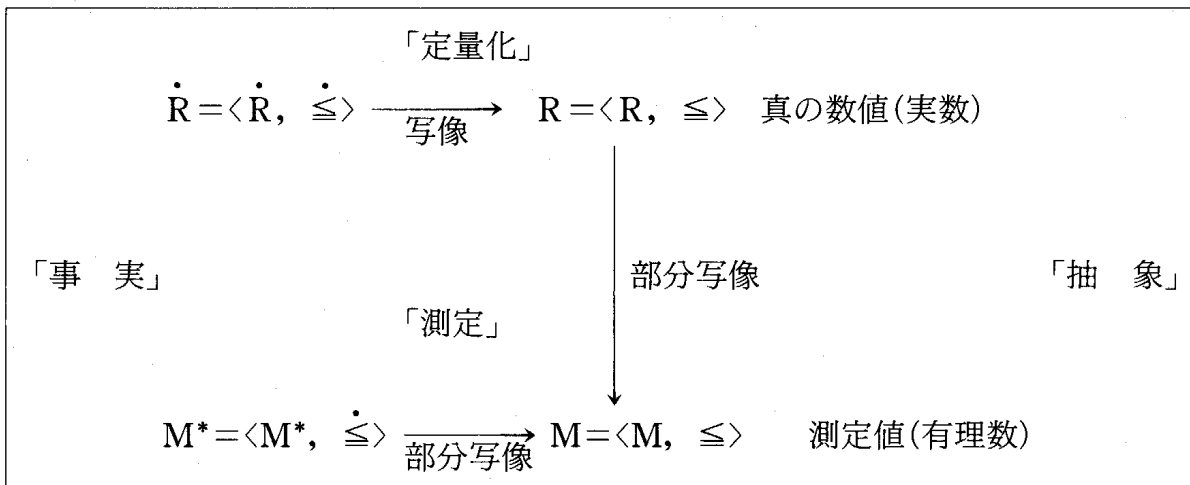 「定量化」
Ṙ=<Ṙ, ≦̇> 写像 R=<R, ≦> 真の数値(実数)
「事 実」 部分写像 「抽 象」
「測定」
M*=<M*, ≦̇> 部分写像 M=<M, ≦> 測定値(有理数)